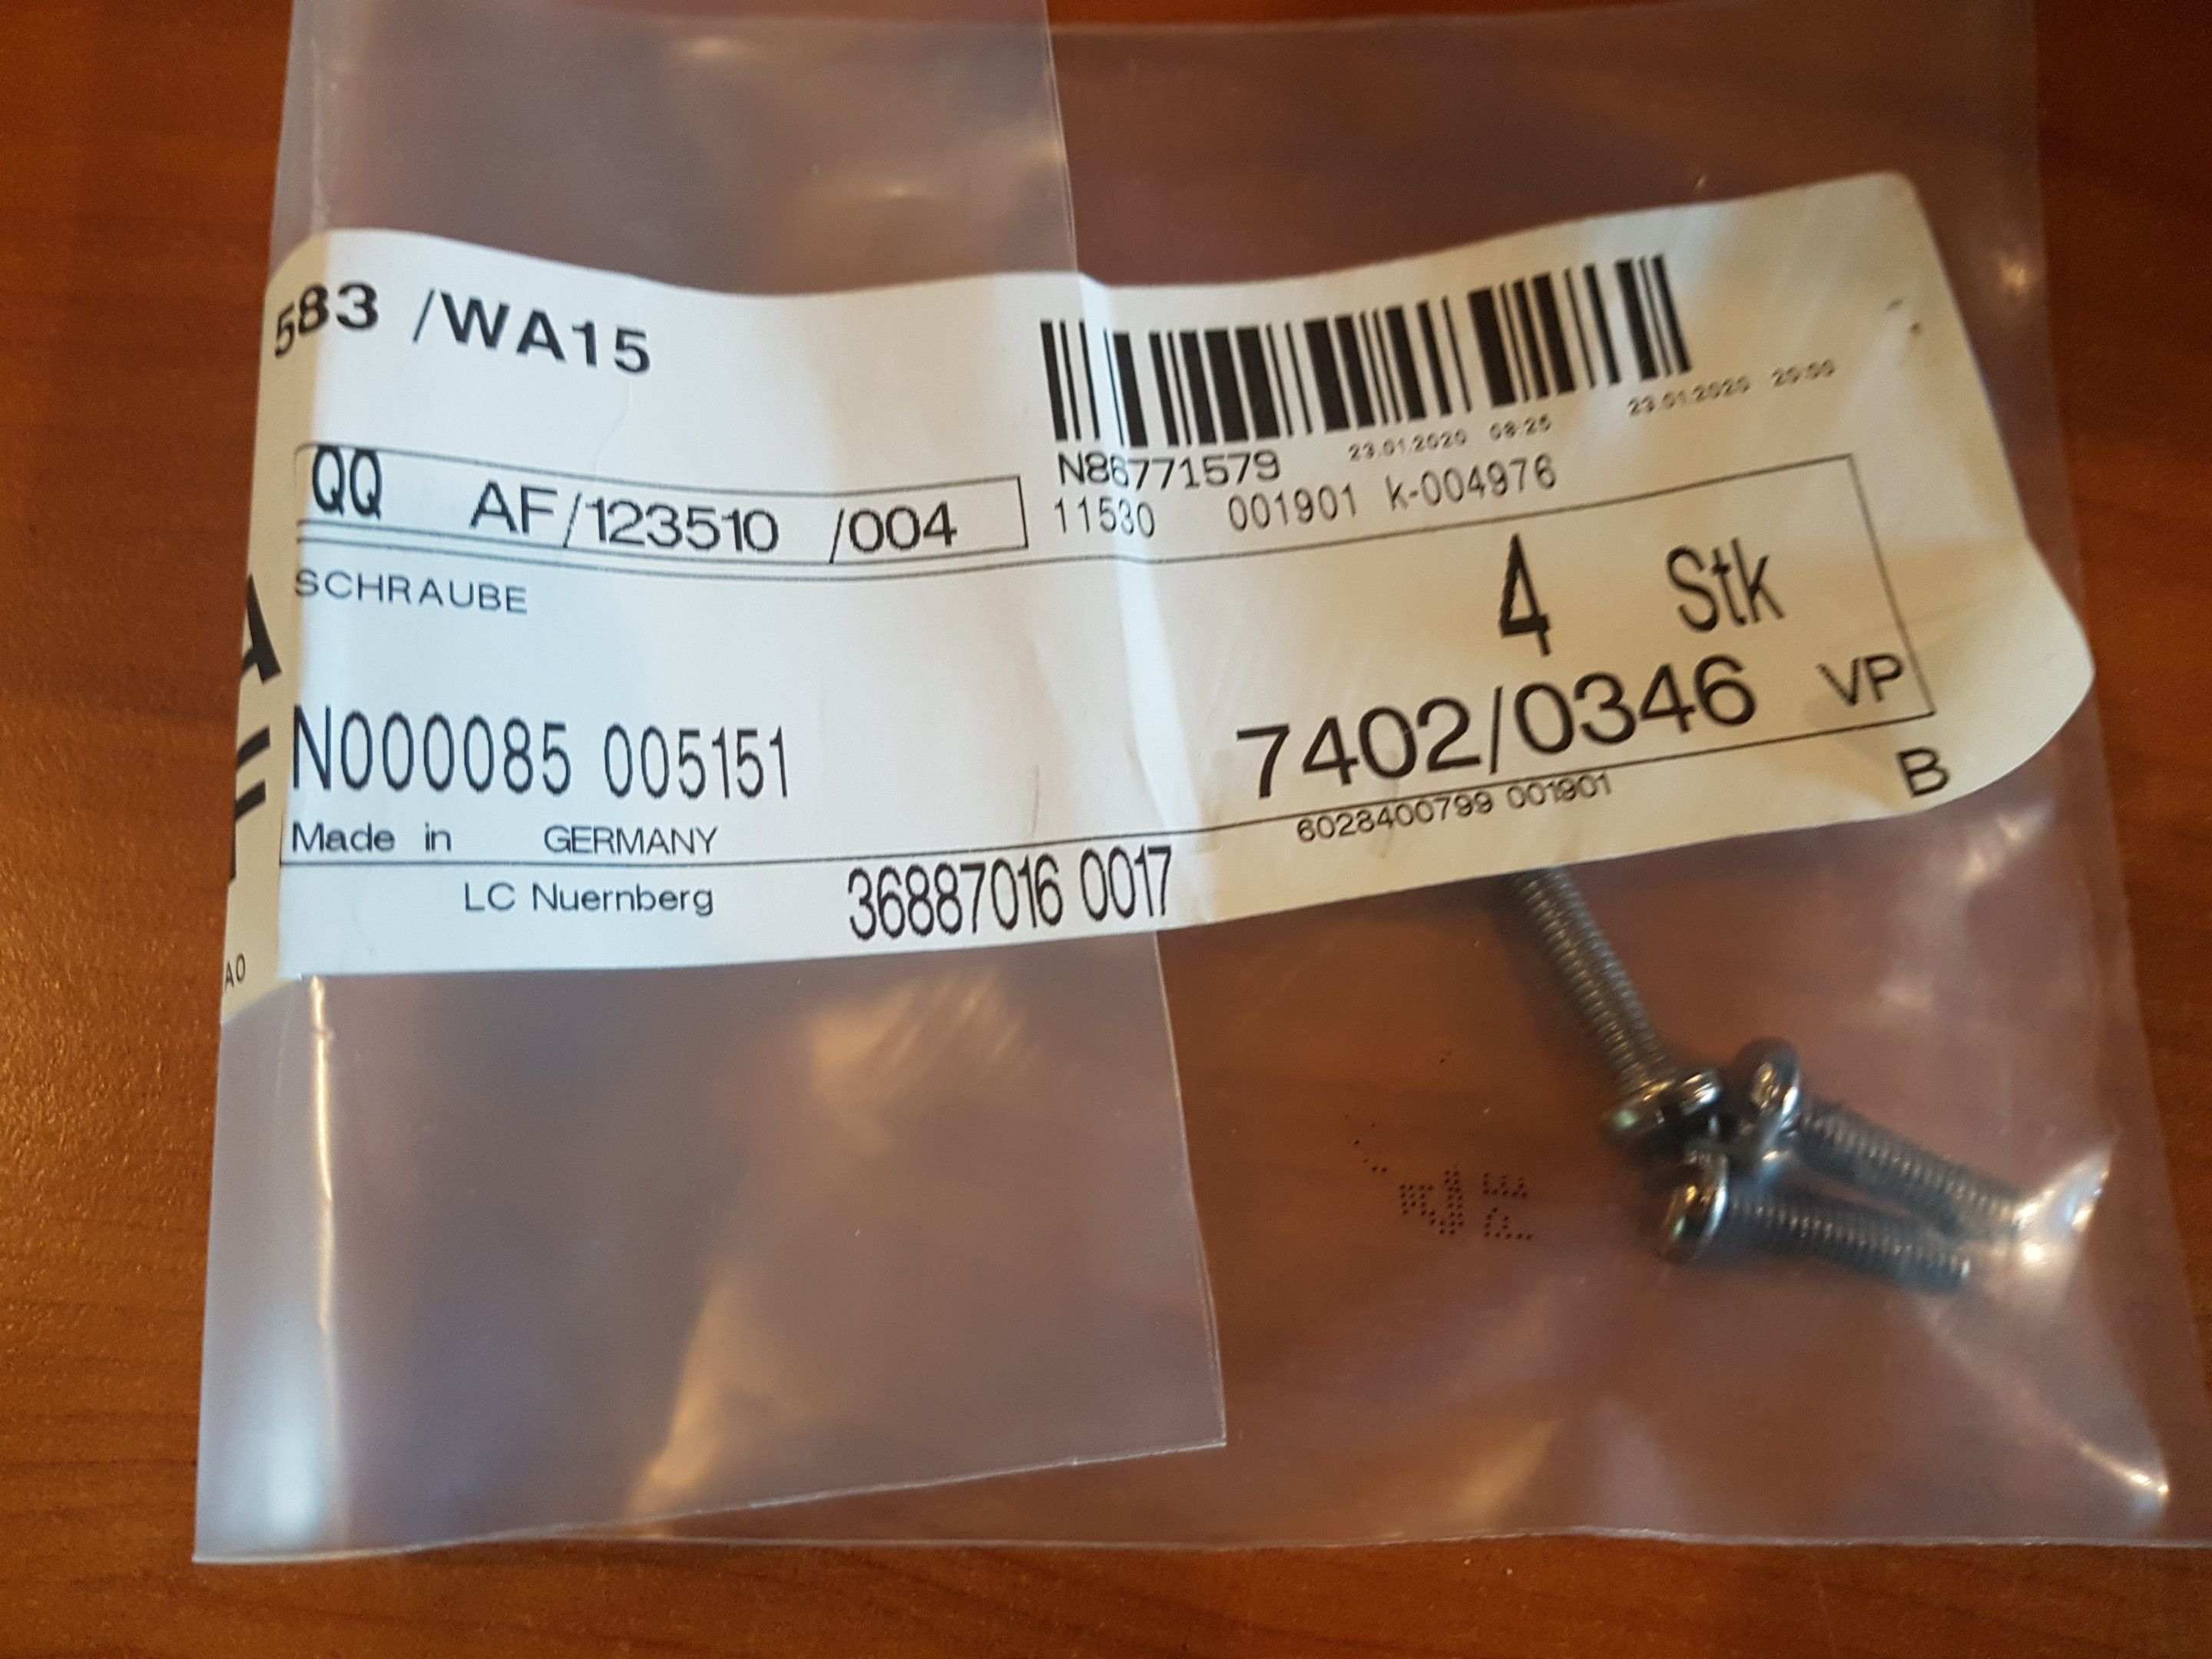 583 /WA15
N86771579 23.01.2020 08:25 23.01.2020 20:00
11530 001901 k-004976
QQ AF/123510 /004
SCHRAUBE
4 Stk
N000085 005151
7402/0346 VP
Made in GERMANY
6028400799 001901
B
LC Nuernberg 36887016 0017
A0